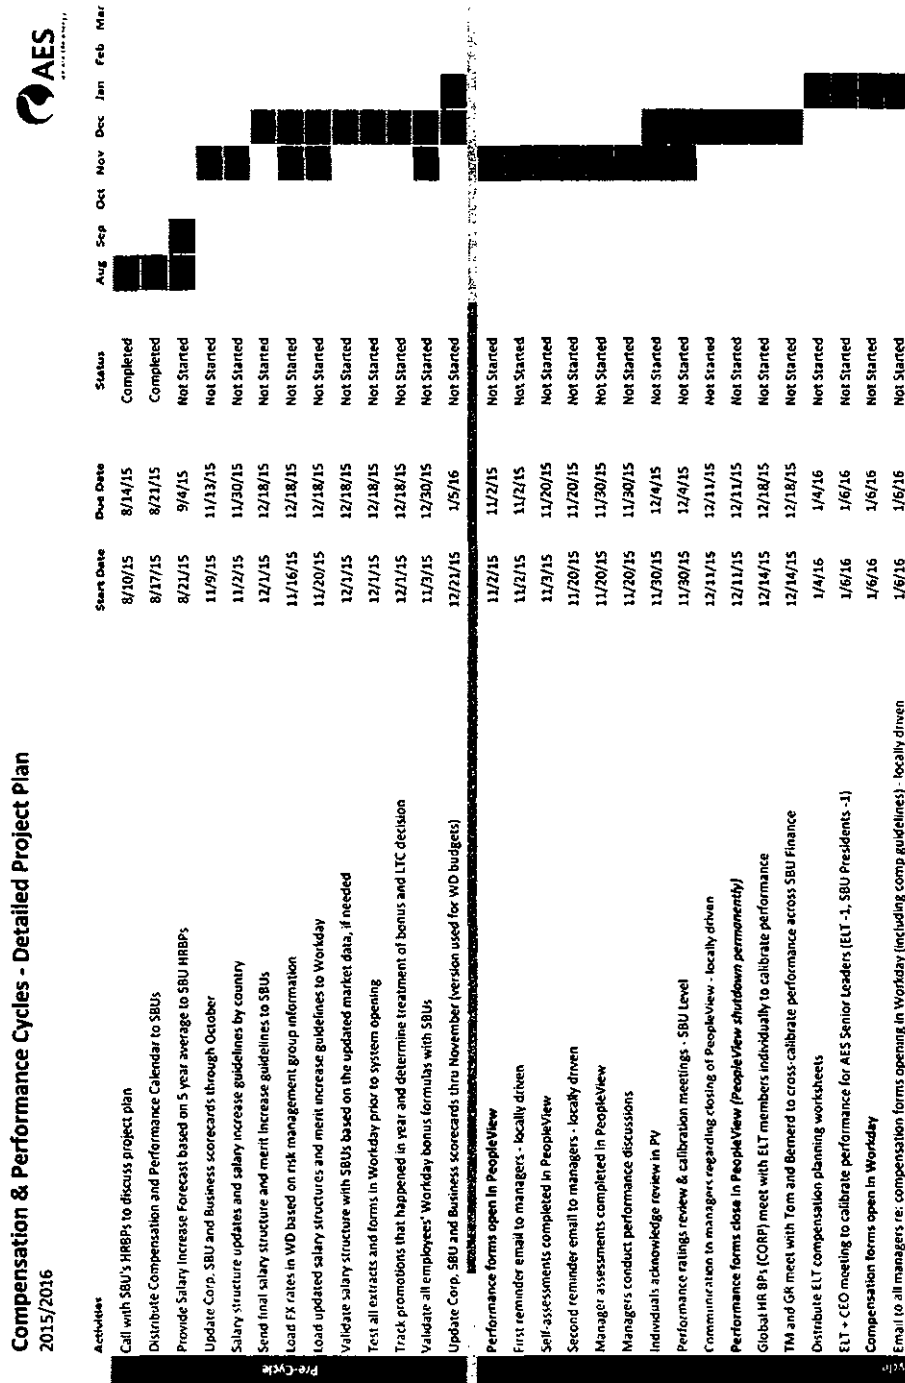 Compensation & Performance Cycles - Detailed Project Plan
2015/2016
AES
Activities Start Date Due Date Status Aug Sep Oct Nov Dec Jan Feb Mar
Pre-Cycle
Call with SBU's HRBPs to discuss project plan 8/10/15 8/14/15 Completed
Distribute Compensation and Performance Calendar to SBUs 8/17/15 8/21/15 Completed
Provide Salary Increase Forecast based on 5 year average to SBU HRBPs 8/21/15 9/4/15 Not Started
Update Corp, SBU and Business scorecards through October 11/9/15 11/13/15 Not Started
Salary structure updates and salary increase guidelines by country 11/2/15 11/30/15 Not Started
Send final salary structure and merit increase guidelines to SBUs 12/1/15 12/18/15 Not Started
Load FX rates in WD based on risk management group information 11/16/15 12/18/15 Not Started
Load updated salary structures and merit increase guidelines to Workday 11/20/15 12/18/15 Not Started
Validate salary structure with SBUs based on the updated market data, if needed 12/1/15 12/18/15 Not Started
Test all extracts and forms in Workday prior to system opening 12/1/15 12/18/15 Not Started
Track promotions that happened in year and determine treatment of bonus and LTC decision 12/1/15 12/18/15 Not Started
Validate all employees' Workday bonus formulas with SBUs 11/3/15 12/30/15 Not Started
Update Corp, SBU and Business scorecards thru November (version used for WD budgets) 12/21/15 1/5/16 Not Started
Performance forms open in PeopleView 11/2/15 11/2/15 Not Started
First reminder email to managers - locally driven 11/2/15 11/2/15 Not Started
Self-assessments completed in PeopleView 11/3/15 11/20/15 Not Started
Second reminder email to managers - locally driven 11/20/15 11/20/15 Not Started
Manager assessments completed in PeopleView 11/20/15 11/30/15 Not Started
Managers conduct performance discussions 11/20/15 11/30/15 Not Started
Individuals acknowledge review in PV 11/30/15 12/4/15 Not Started
Performance ratings review & calibration meetings - SBU Level 11/30/15 12/4/15 Not Started
Communication to managers regarding closing of PeopleView - locally driven 12/11/15 12/11/15 Not Started
Performance forms close in PeopleView (PeopleView shutdown permanently) 12/11/15 12/11/15 Not Started
Global HR BPs (CORP) meet with ELT members individually to calibrate performance 12/14/15 12/18/15 Not Started
TM and GR meet with Tom and Bernerd to cross-calibrate performance across SBU Finance 12/14/15 12/18/15 Not Started
Distribute ELT compensation planning worksheets 1/4/16 1/4/16 Not Started
ELT + CEO meeting to calibrate performance for AES Senior Leaders (ELT -1, SBU Presidents -1) 1/6/16 1/6/16 Not Started
Compensation forms open in Workday 1/6/16 1/6/16 Not Started
Email to all managers re: compensation forms opening in Workday (including comp guidelines) - locally driven 1/6/16 1/6/16 Not Started